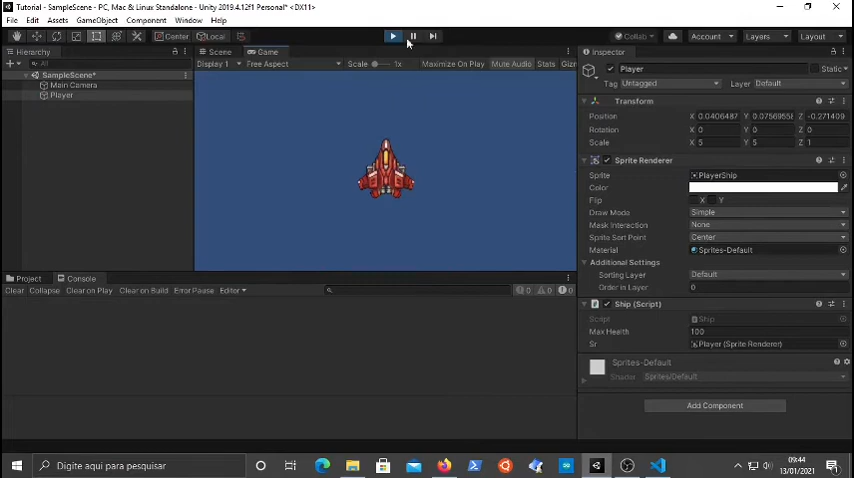 Tutorial - SampleScene - PC, Mac & Linux Standalone - Unity 2019.4.12f1 Personal* <DX11>
File Edit Assets GameObject Component Window Help
Center Local Collab Account Layers Layout
Hierarchy Scene Game Inspector
All Display 1 Free Aspect Scale 1x Maximize On Play Mute Audio Stats Gizn Player Static
SampleScene* Tag Untagged Layer Default
Main Camera
Player
Transform
Position X 0.0406487 Y 0.0756955 Z -0.271409
Rotation X 0 Y 0 Z 0
Scale X 5 Y 5 Z 1
Sprite Renderer
Sprite PlayerShip
Color
Flip X Y
Draw Mode Simple
Mask Interaction None
Sprite Sort Point Center
Material Sprites-Default
Additional Settings
Sorting Layer Default
Order in Layer 0
Project Console
Clear Collapse Clear on Play Clear on Build Error Pause Editor 0 0 0
Ship (Script)
Script Ship
Max Health 100
Sr Player (Sprite Renderer)
Sprites-Default
Shader Sprites/Default
Add Component
Digite aqui para pesquisar
09:44
13/01/2021